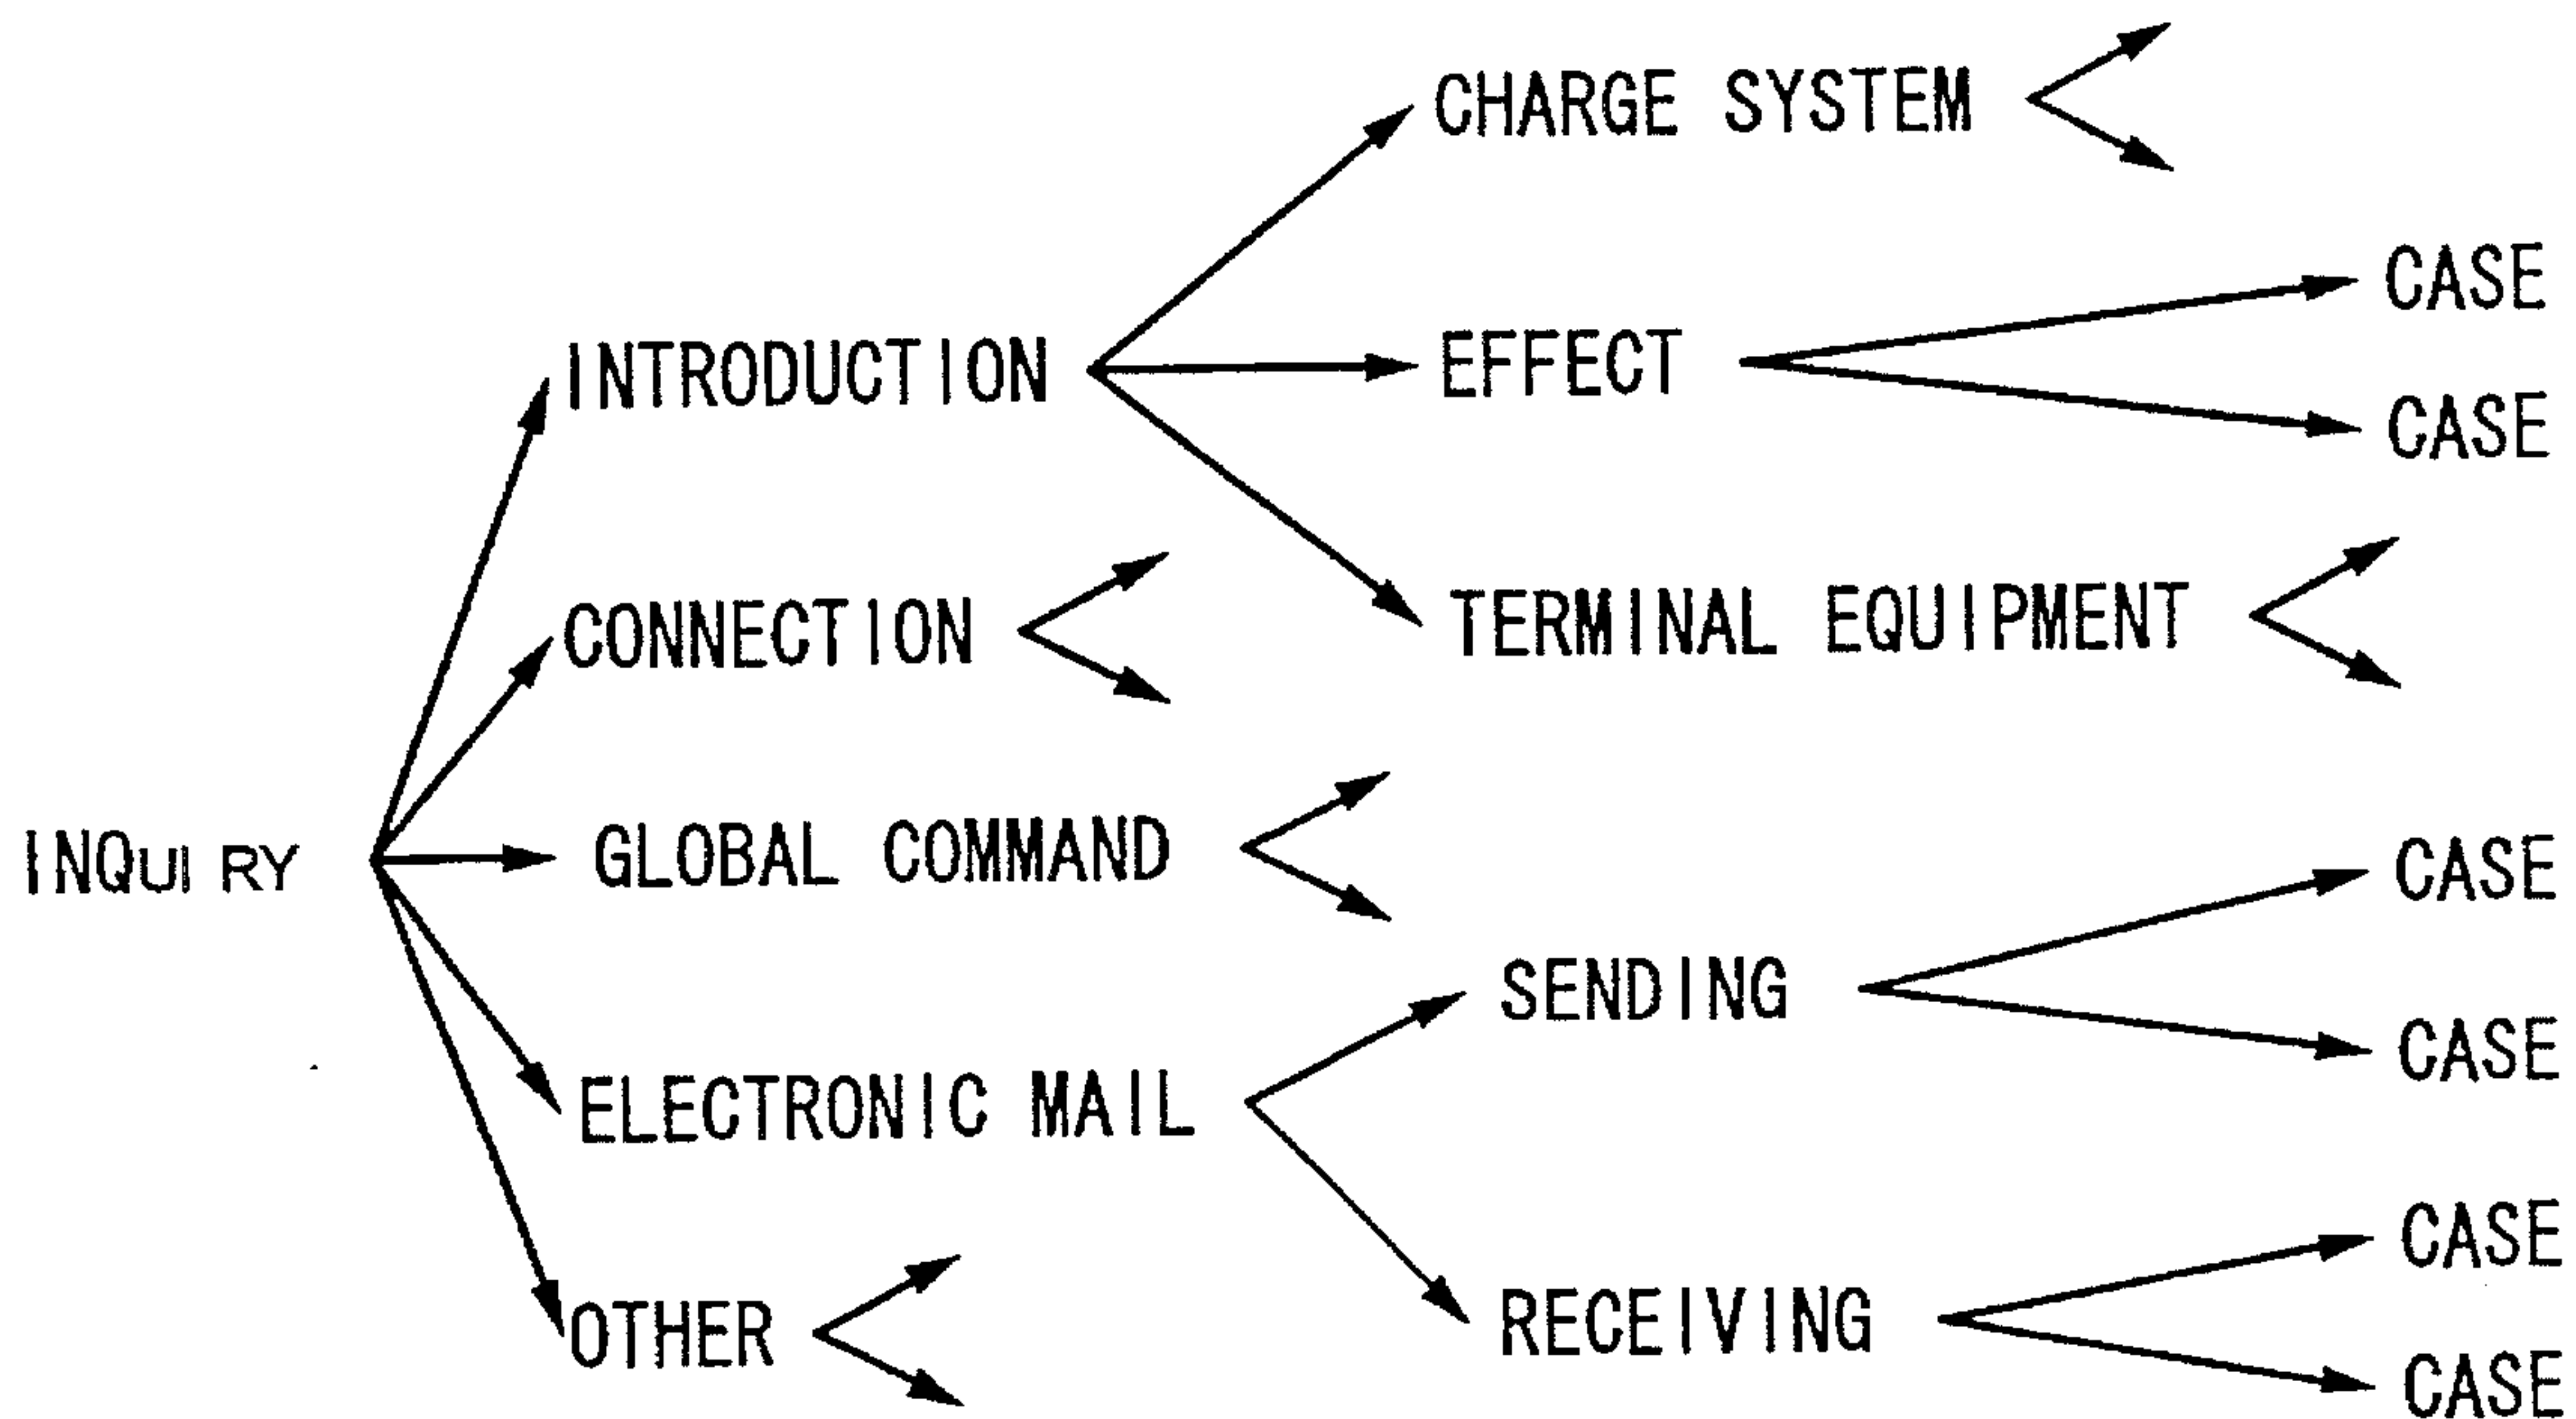 CHARGE SYSTEM
CASE
INTRODUCTION
EFFECT
CASE
CONNECTION
TERMINAL EQUIPMENT
INQUIRY
GLOBAL COMMAND
CASE
SENDING
CASE
ELECTRONIC MAIL
CASE
OTHER
RECEIVING
CASE